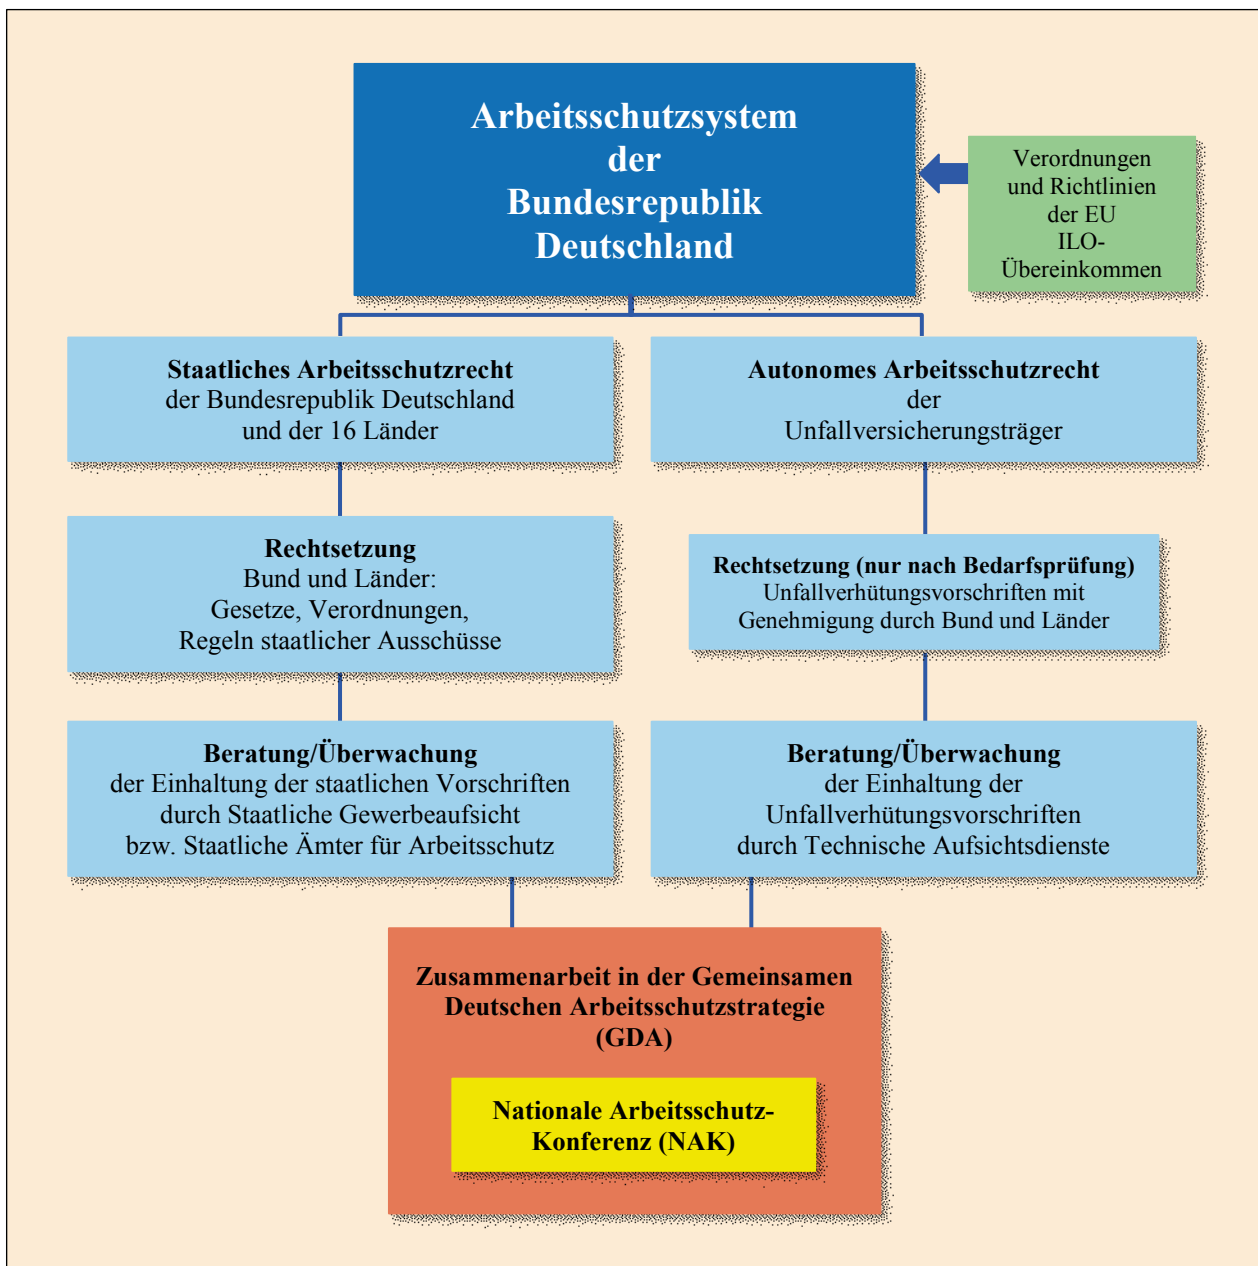 Arbeitsschutzsystem
der
Bundesrepublik
Deutschland
Verordnungen
und Richtlinien
der EU
ILO-
Übereinkommen
Staatliches Arbeitsschutzrecht
der Bundesrepublik Deutschland
und der 16 Länder
Autonomes Arbeitsschutzrecht
der
Unfallversicherungsträger
Rechtsetzung
Bund und Länder:
Gesetze, Verordnungen,
Regeln staatlicher Ausschüsse
Rechtsetzung (nur nach Bedarfsprüfung)
Unfallverhütungsvorschriften mit
Genehmigung durch Bund und Länder
Beratung/Überwachung
der Einhaltung der staatlichen Vorschriften
durch Staatliche Gewerbeaufsicht
bzw. Staatliche Ämter für Arbeitsschutz
Beratung/Überwachung
der Einhaltung der
Unfallverhütungsvorschriften
durch Technische Aufsichtsdienste
Zusammenarbeit in der Gemeinsamen
Deutschen Arbeitsschutzstrategie
(GDA)
Nationale Arbeitsschutz-
Konferenz (NAK)